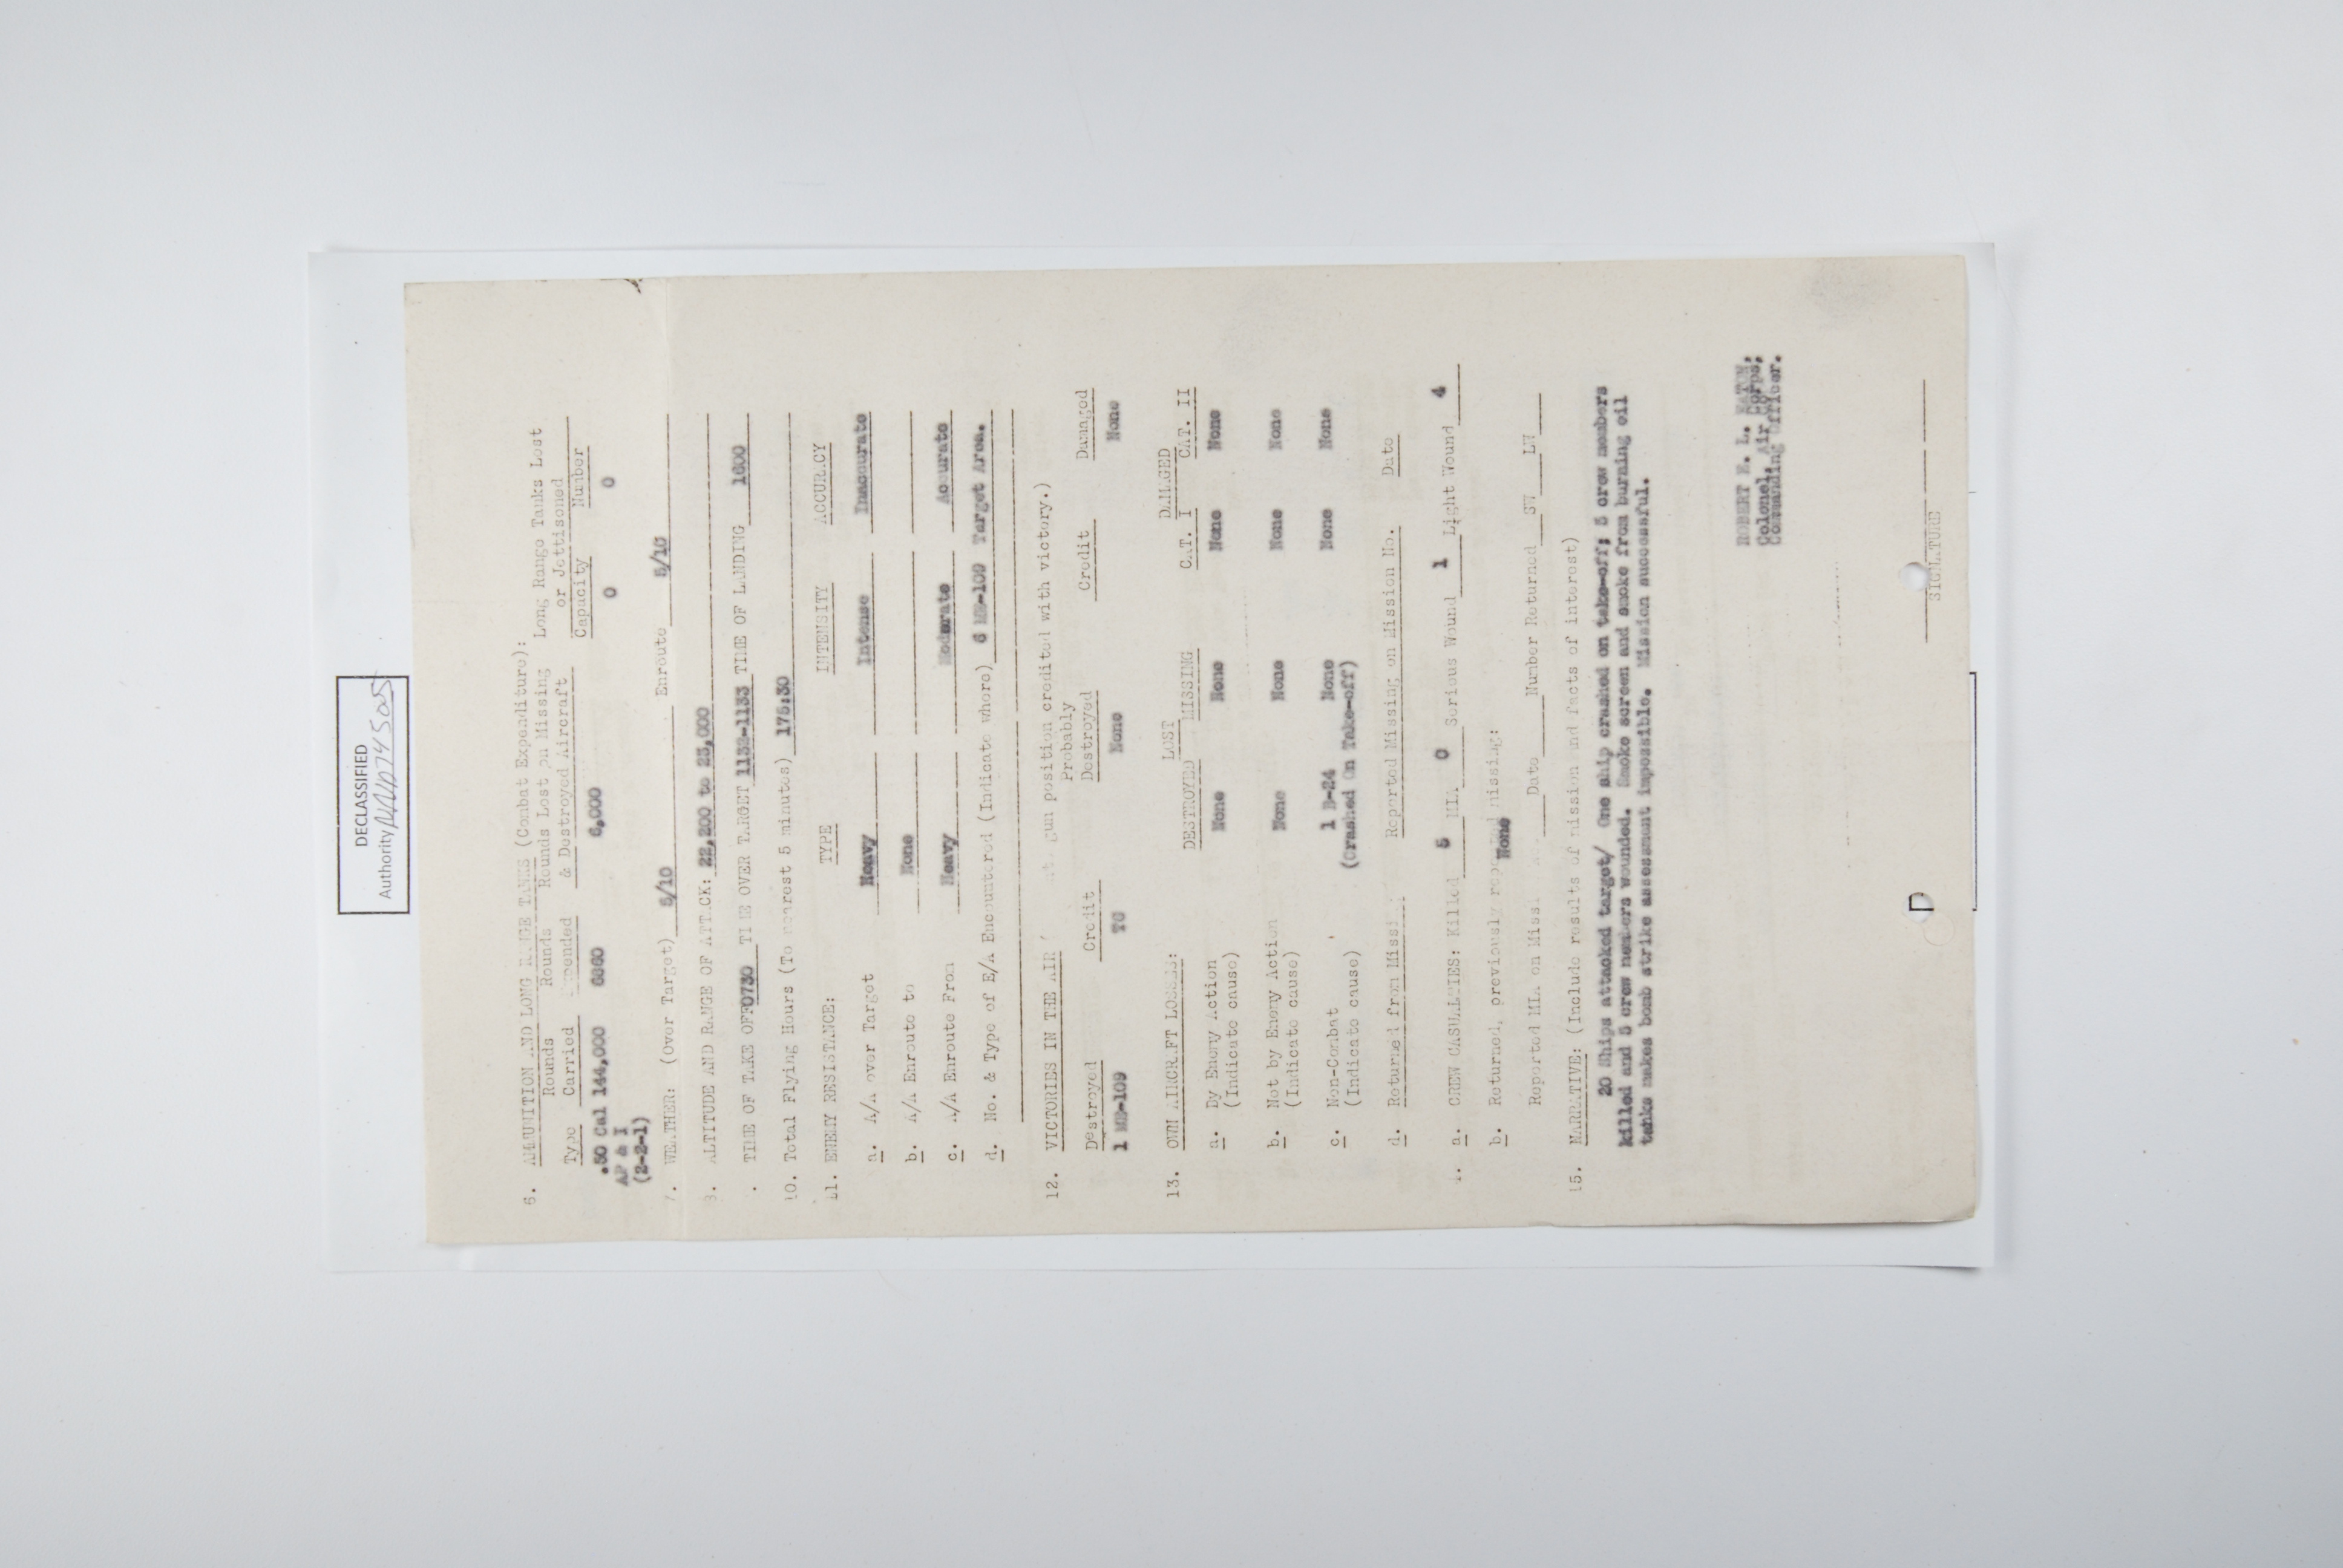 DECLASSIFIED
Authority NND745005
6. AMMUNITION AND LONG RANGE TANKS (Combat Expenditure):
Rounds Rounds Rounds Lost on Missing Long Range Tanks Lost
Type Carried Expended & Destroyed Aircraft or Jettisoned
Capacity Number
.50 Cal 144,000 6360 6,000 0 0
AP & I
(2-2-1)
7. WEATHER: (Over Target) 5/10 Enroute 5/10
8. ALTITUDE AND RANGE OF ATTACK: 22,200 to 23,000
. TIME OF TAKE OFF0730 TIME OVER TARGET 1132-1133 TIME OF LANDING 1600
10. Total Flying Hours (To nearest 5 minutes) 175:30
11. ENEMY RESISTANCE: TYPE INTENSITY ACCURACY
a. A/A over Target Heavy Intense Inaccurate
b. A/A Enroute to None
c. A/A Enroute From Heavy Moderate Accurate
d. No. & Type of E/A Encountered (Indicate where) 6 ME-109 Target Area.
12. VICTORIES IN THE AIR ( gun position credited with victory.)
Probably
Destroyed Credit Destroyed Credit Damaged
1 ME-109 TG None None
13. OWN AIRCRAFT LOSSES: LOST DAMAGED
DESTROYED MISSING CAT. I CAT. II
a. By Enemy Action None None None None
(Indicate cause)
b. Not by Enemy Action None None None None
(Indicate cause)
c. Non-Combat 1 B-24 None None None
(Indicate cause) (Crashed On Take-off)
d. Returned from Missi Reported Missing on Mission No. Date
. a. CREW CASUALTIES: Killed 5 MIA 0 Serious Wound 1 Light Wound 4
b. Returned, previously reported missing:
None
Reported MIA on Miss Date Number Returned SW LW
15. NARRATIVE: (Include results of mission and facts of interest)
20 Ships attacked target/ One ship crashed on take-off; 5 crew members
killed and 5 crew members wounded. Smoke screen and smoke from burning oil
tanks makes bomb strike assessment impossible. Mission successful.
ROBERT E. L. EATON,
Colonel, Air Corps,
Commanding Officer.
SIGNATURE
D